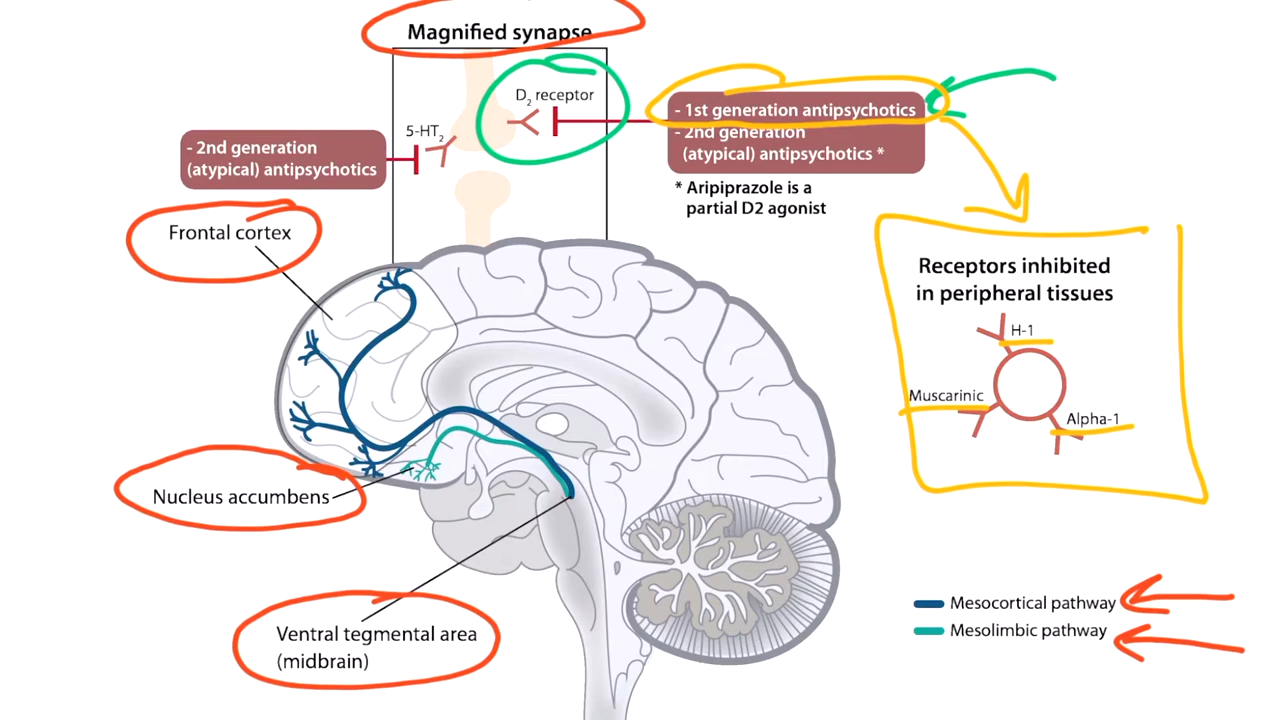 Magnified synapse
D2 receptor
5-HT2
- 1st generation antipsychotics
- 2nd generation
(atypical) antipsychotics *
* Aripiprazole is a
partial D2 agonist
- 2nd generation
(atypical) antipsychotics
Frontal cortex
Receptors inhibited
in peripheral tissues
H-1
Muscarinic
Alpha-1
Nucleus accumbens
Ventral tegmental area
(midbrain)
Mesocortical pathway
Mesolimbic pathway